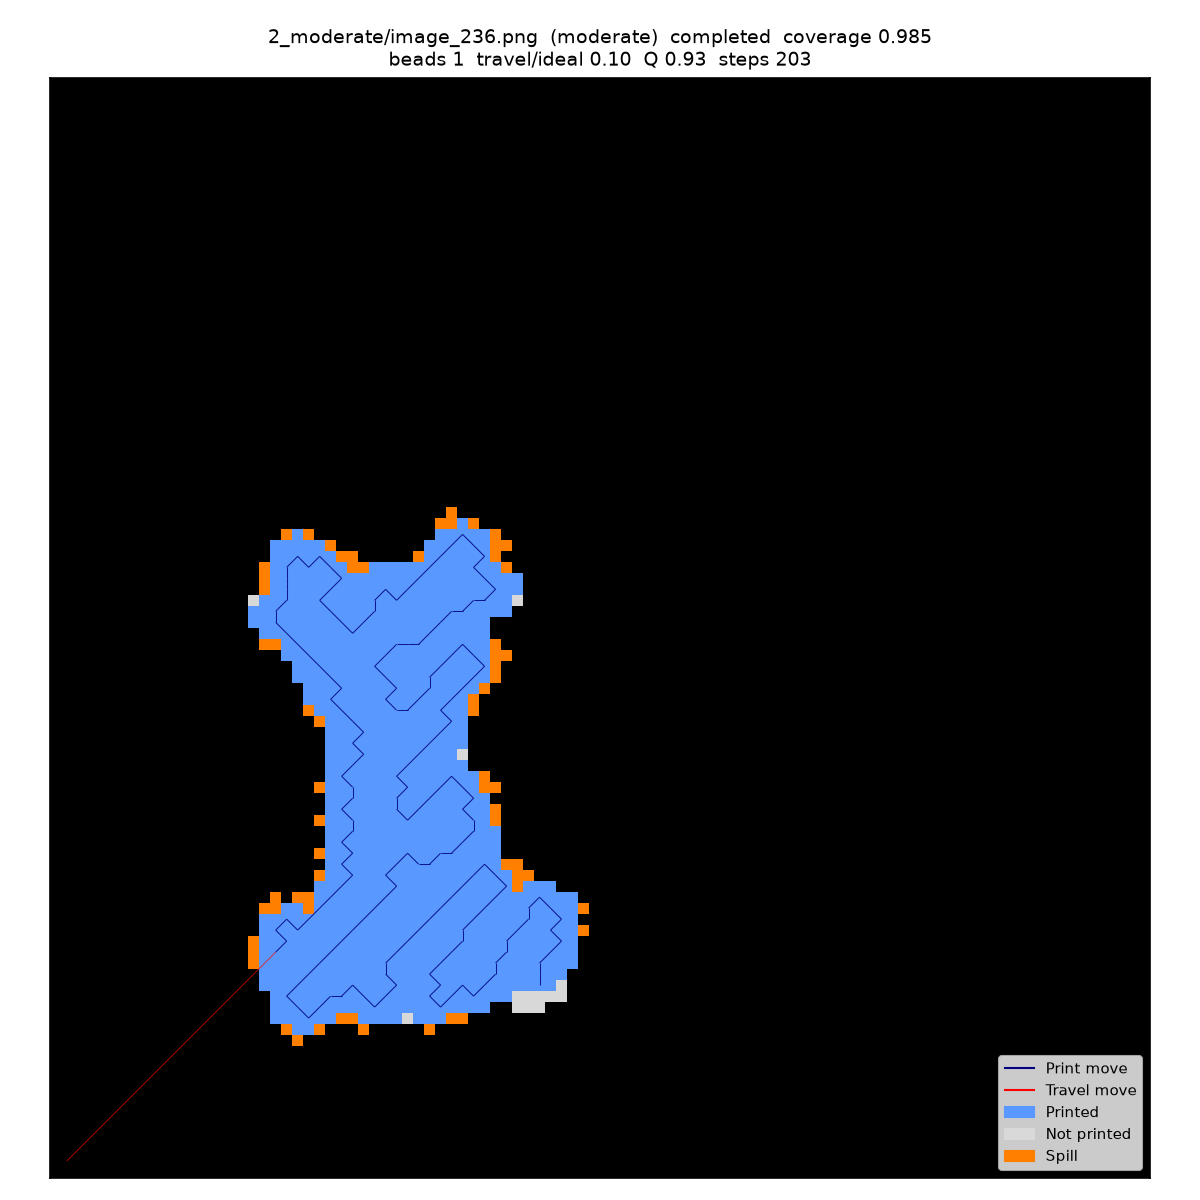 2_moderate/image_236.png  (moderate)  completed  coverage 0.985
beads 1  travel/ideal 0.10  Q 0.93  steps 203
Print move
Travel move
Printed
Not printed
Spill